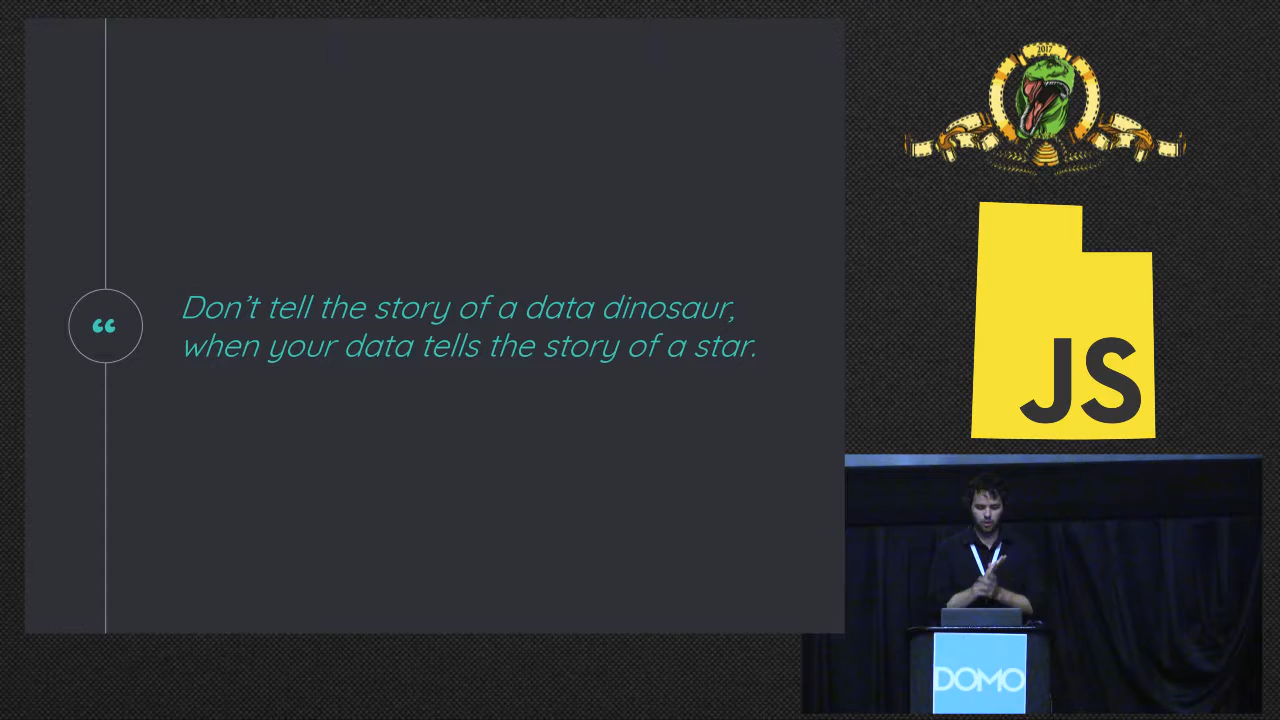 “
Don’t tell the story of a data dinosaur,
when your data tells the story of a star.
2017
JS
DOMO